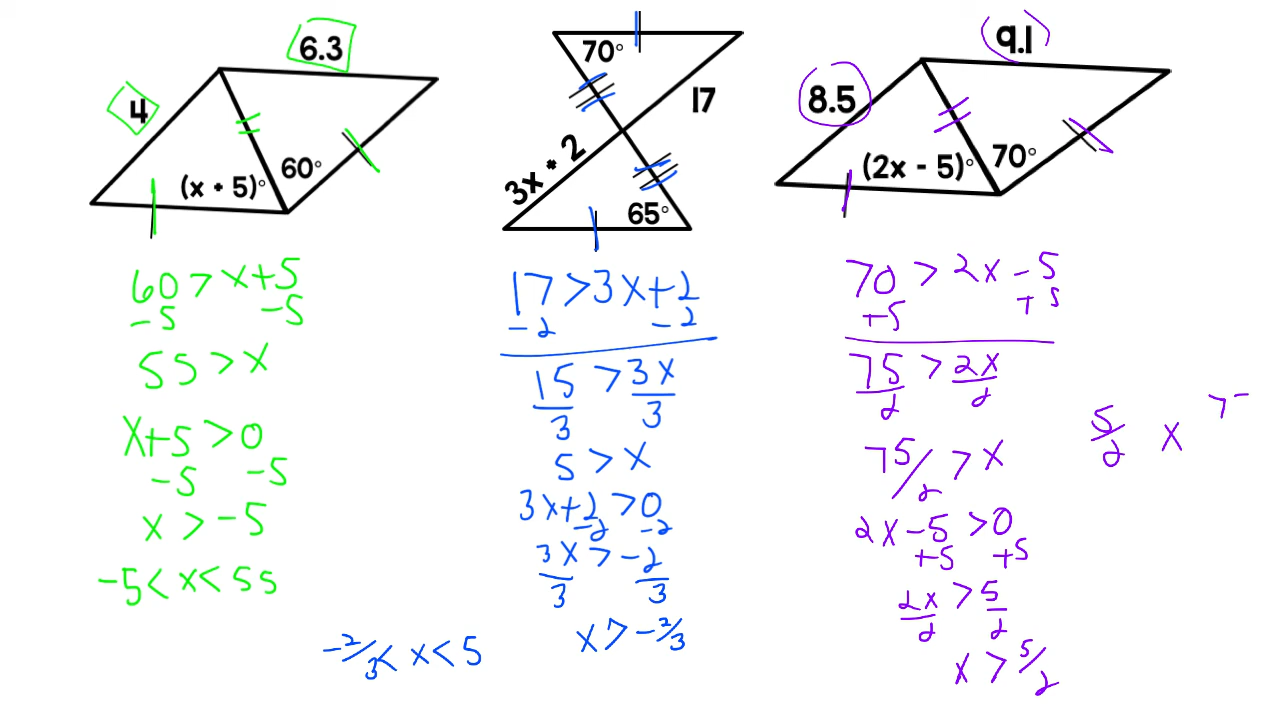 6.3
4
(x + 5)°
60°
60 > x+5
-5 -5
55 > x
x+5 > 0
-5 -5
x > -5
-5 < x < 55
70°
17
3x + 2
65°
17 > 3x+2
-2 -2
15/3 > 3x/3
5 > x
3x+2 > 0
-2 -2
3x/3 > -2/3
x > -2/3
-2/3 < x < 5
9.1
8.5
(2x - 5)°
70°
70 > 2x - 5
+5 +5
75/2 > 2x/2
75/2 > x
2x - 5 > 0
+5 +5
2x/2 > 5/2
x > 5/2
5/2 x 7